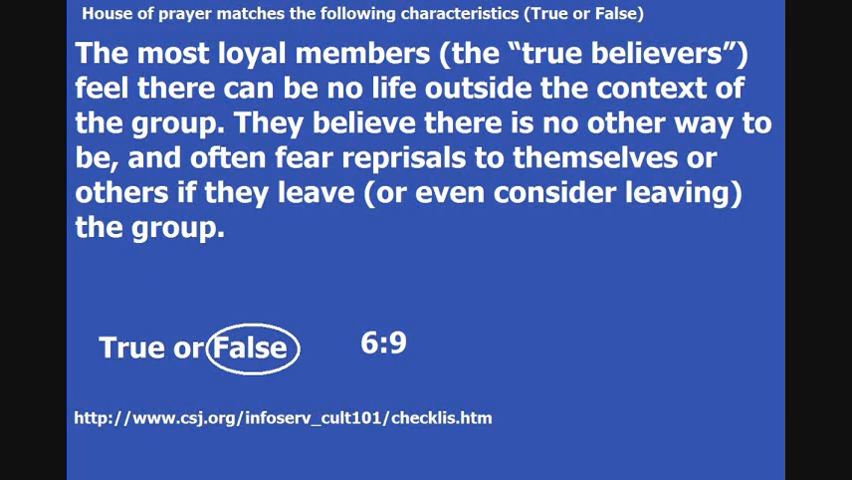 House of prayer matches the following characteristics (True or False)
The most loyal members (the “true believers”)
feel there can be no life outside the context of
the group. They believe there is no other way to
be, and often fear reprisals to themselves or
others if they leave (or even consider leaving)
the group.
True or False 6:9
http://www.csj.org/infoserv_cult101/checklis.htm